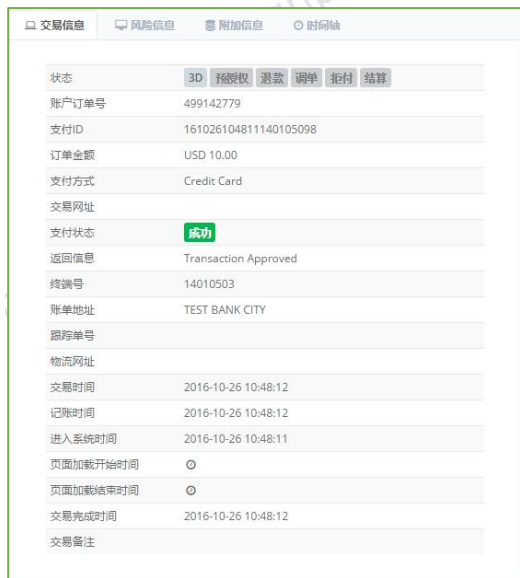 交易信息 风险信息 附加信息 时间轴
状态 3D 预授权 退款 调单 拒付 结算
账户订单号 499142779
支付ID 161026104811140105098
订单金额 USD 10.00
支付方式 Credit Card
交易网址
支付状态 成功
返回信息 Transaction Approved
终端号 14010503
账单地址 TEST BANK CITY
跟踪单号
物流网址
交易时间 2016-10-26 10:48:12
记账时间 2016-10-26 10:48:12
进入系统时间 2016-10-26 10:48:11
页面加载开始时间
页面加载结束时间
交易完成时间 2016-10-26 10:48:12
交易备注